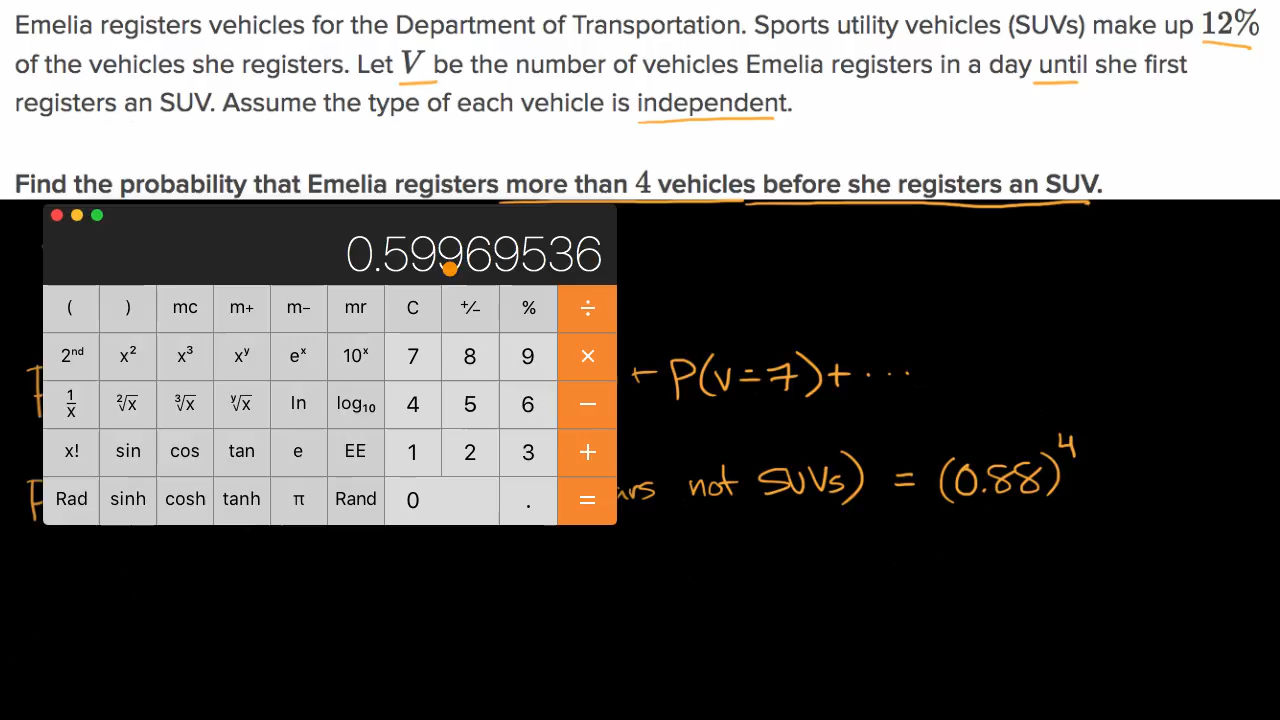 Emelia registers vehicles for the Department of Transportation. Sports utility vehicles (SUVs) make up 12%
of the vehicles she registers. Let V be the number of vehicles Emelia registers in a day until she first
registers an SUV. Assume the type of each vehicle is independent.
Find the probability that Emelia registers more than 4 vehicles before she registers an SUV.
0.59969536
( ) mc m+ m- mr C +/- % ÷
2nd x² x³ xʸ eˣ 10ˣ 7 8 9 ×
1/x ²√x ³√x ʸ√x ln log₁₀ 4 5 6 −
x! sin cos tan e EE 1 2 3 +
Rad sinh cosh tanh π Rand 0 . =
+ P(V=7)+ ...
not SUVs) = (0.88)⁴